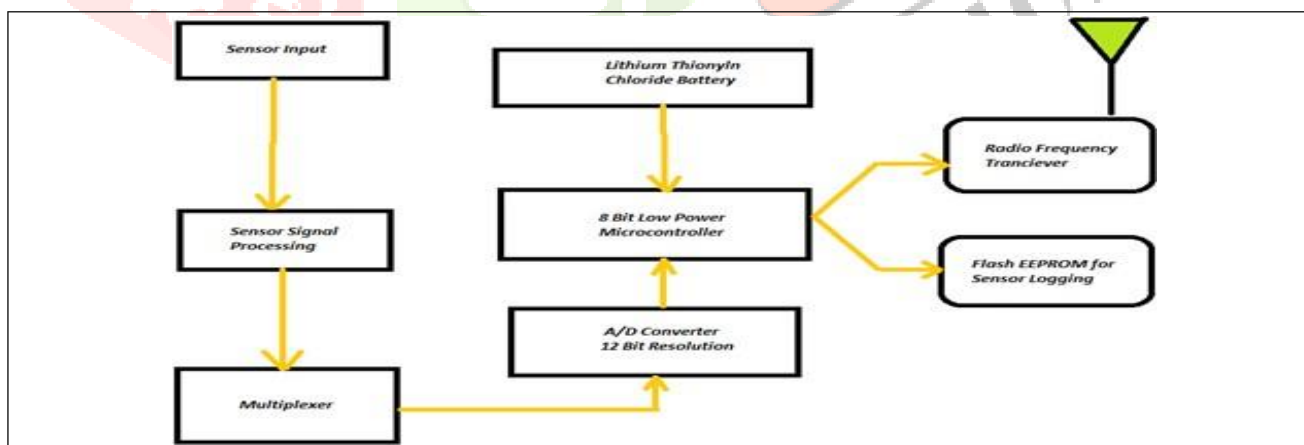 Sensor Input
Lithium Thionyln
Chloride Battery
Radio Frequency
Tranciever
Sensor Signal
Processing
8 Bit Low Power
Microcontroller
Flash EEPROM for
Sensor Logging
A/D Converter
12 Bit Resolution
Multiplexer